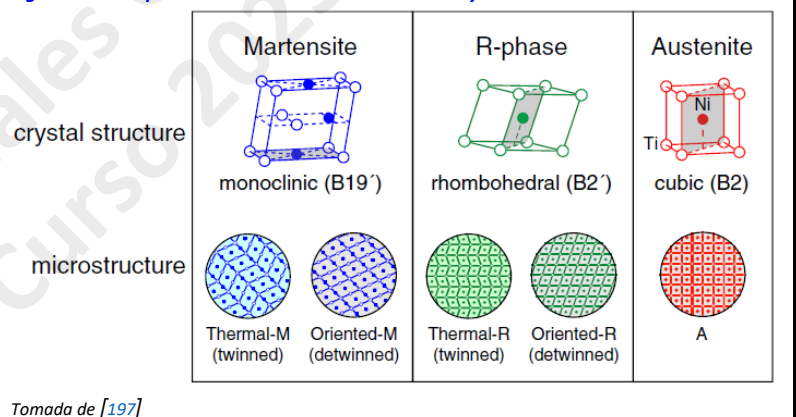 Martensite
R-phase
Austenite
crystal structure
Ni
Ti
monoclinic (B19´)
rhombohedral (B2´)
cubic (B2)
microstructure
Thermal-M
(twinned)
Oriented-M
(detwinned)
Thermal-R
(twinned)
Oriented-R
(detwinned)
A
Tomada de [197]